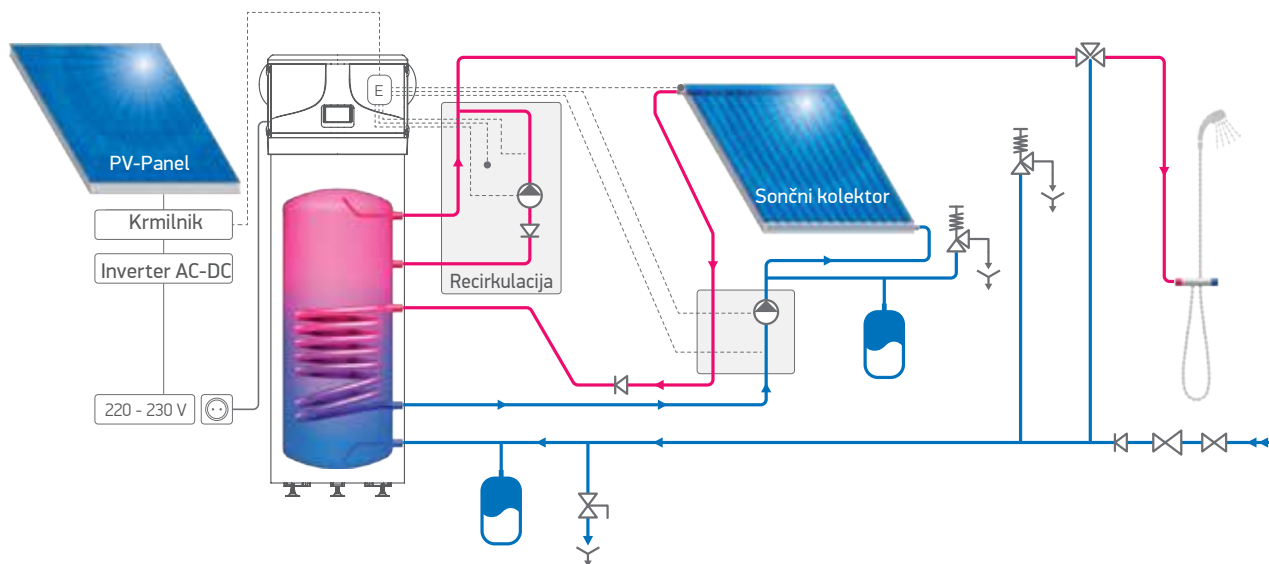 PV-Panel
Krmilnik
Inverter AC-DC
220 - 230 V
E
Recirkulacija
Sončni kolektor